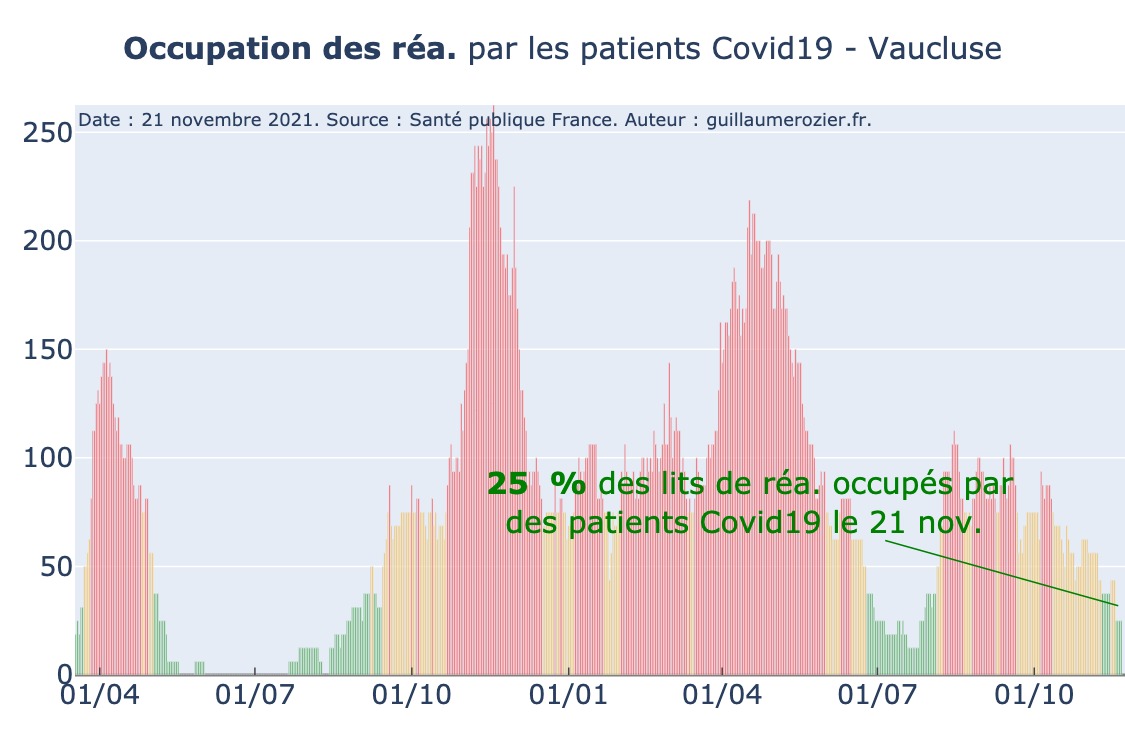 Occupation des réa. par les patients Covid19 - Vaucluse
Date : 21 novembre 2021. Source : Santé publique France. Auteur : guillaumerozier.fr.
250
200
150
100
50
0
25 % des lits de réa. occupés par
des patients Covid19 le 21 nov.
01/04 01/07 01/10 01/01 01/04 01/07 01/10